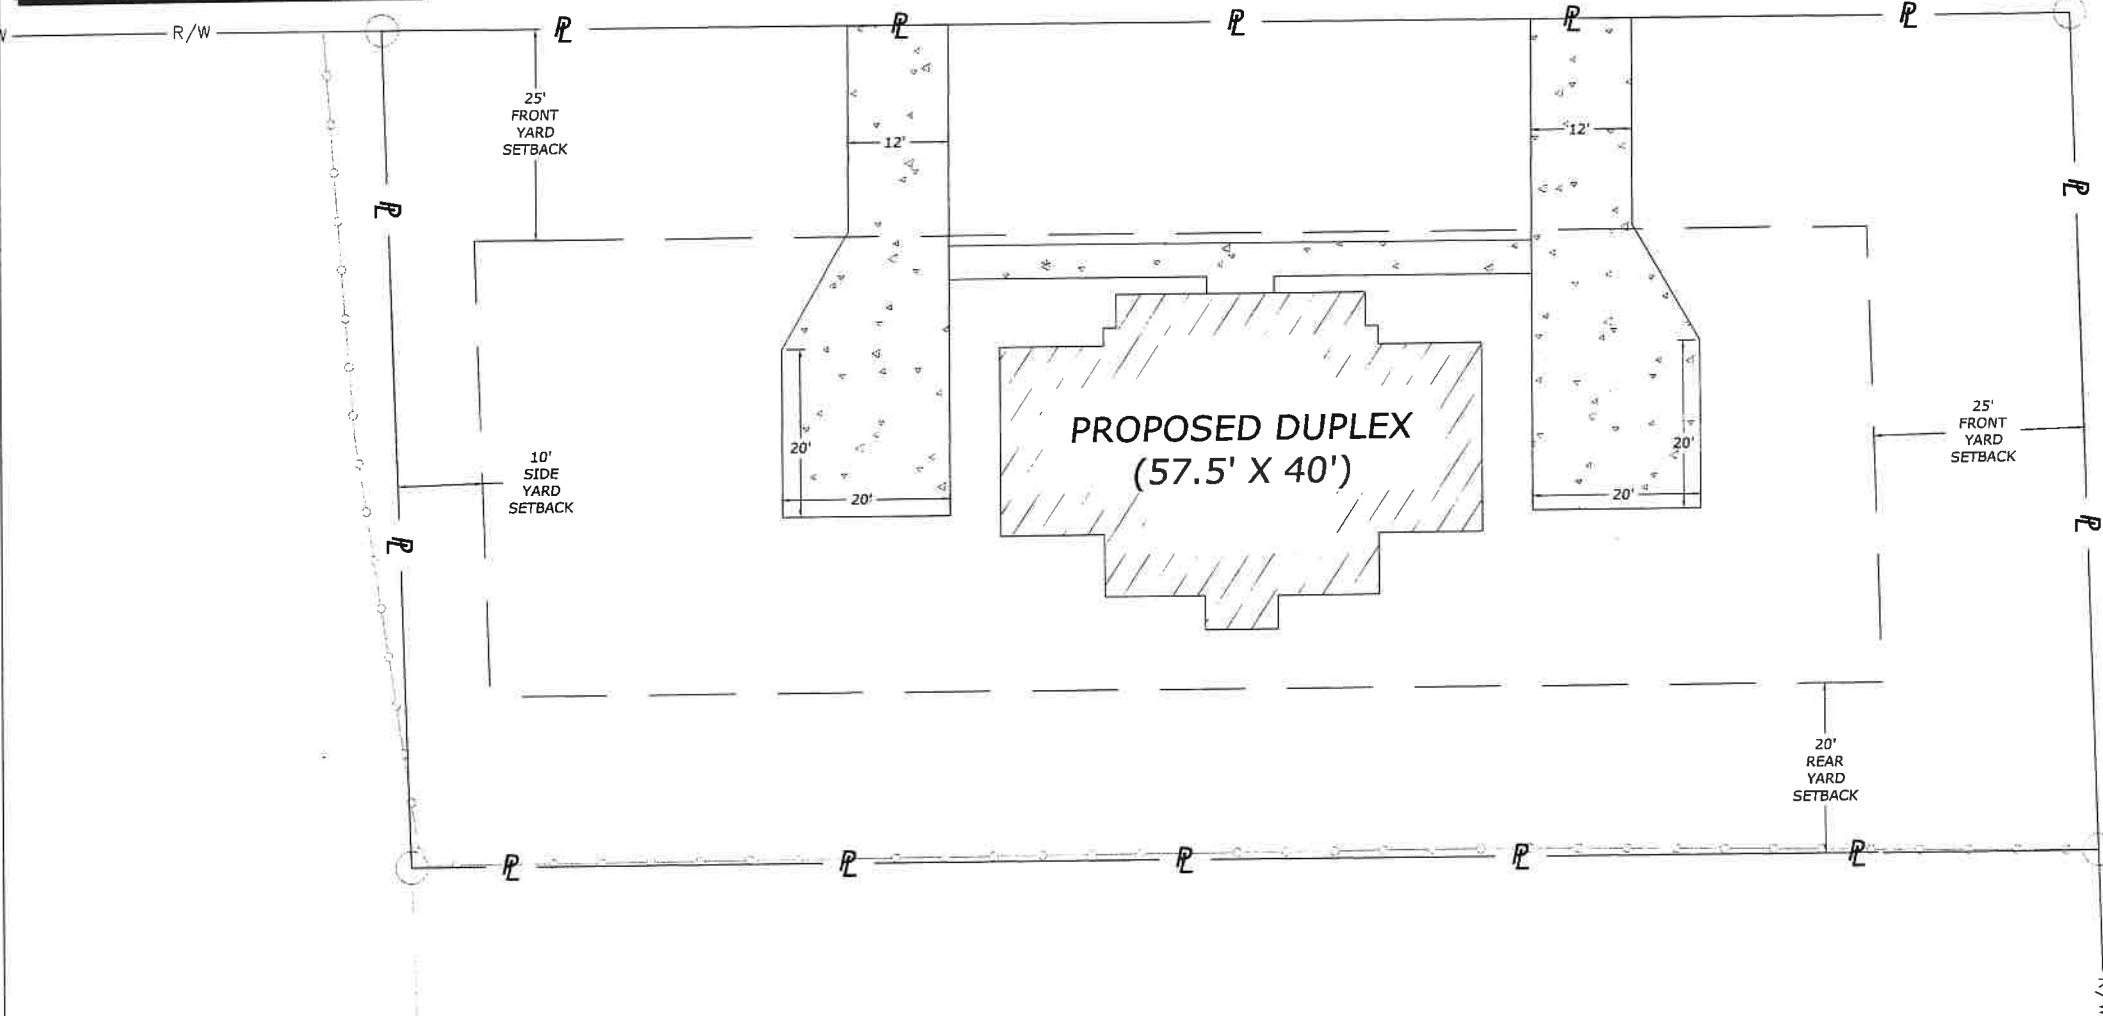 R/W
PL
PL
PL
PL
PL
25'
FRONT
YARD
SETBACK
12'
12'
PL
PL
25'
FRONT
YARD
SETBACK
PROPOSED DUPLEX
(57.5' X 40')
20'
20'
20'
20'
10'
SIDE
YARD
SETBACK
PL
PL
20'
REAR
YARD
SETBACK
PL
PL
PL
PL
PL